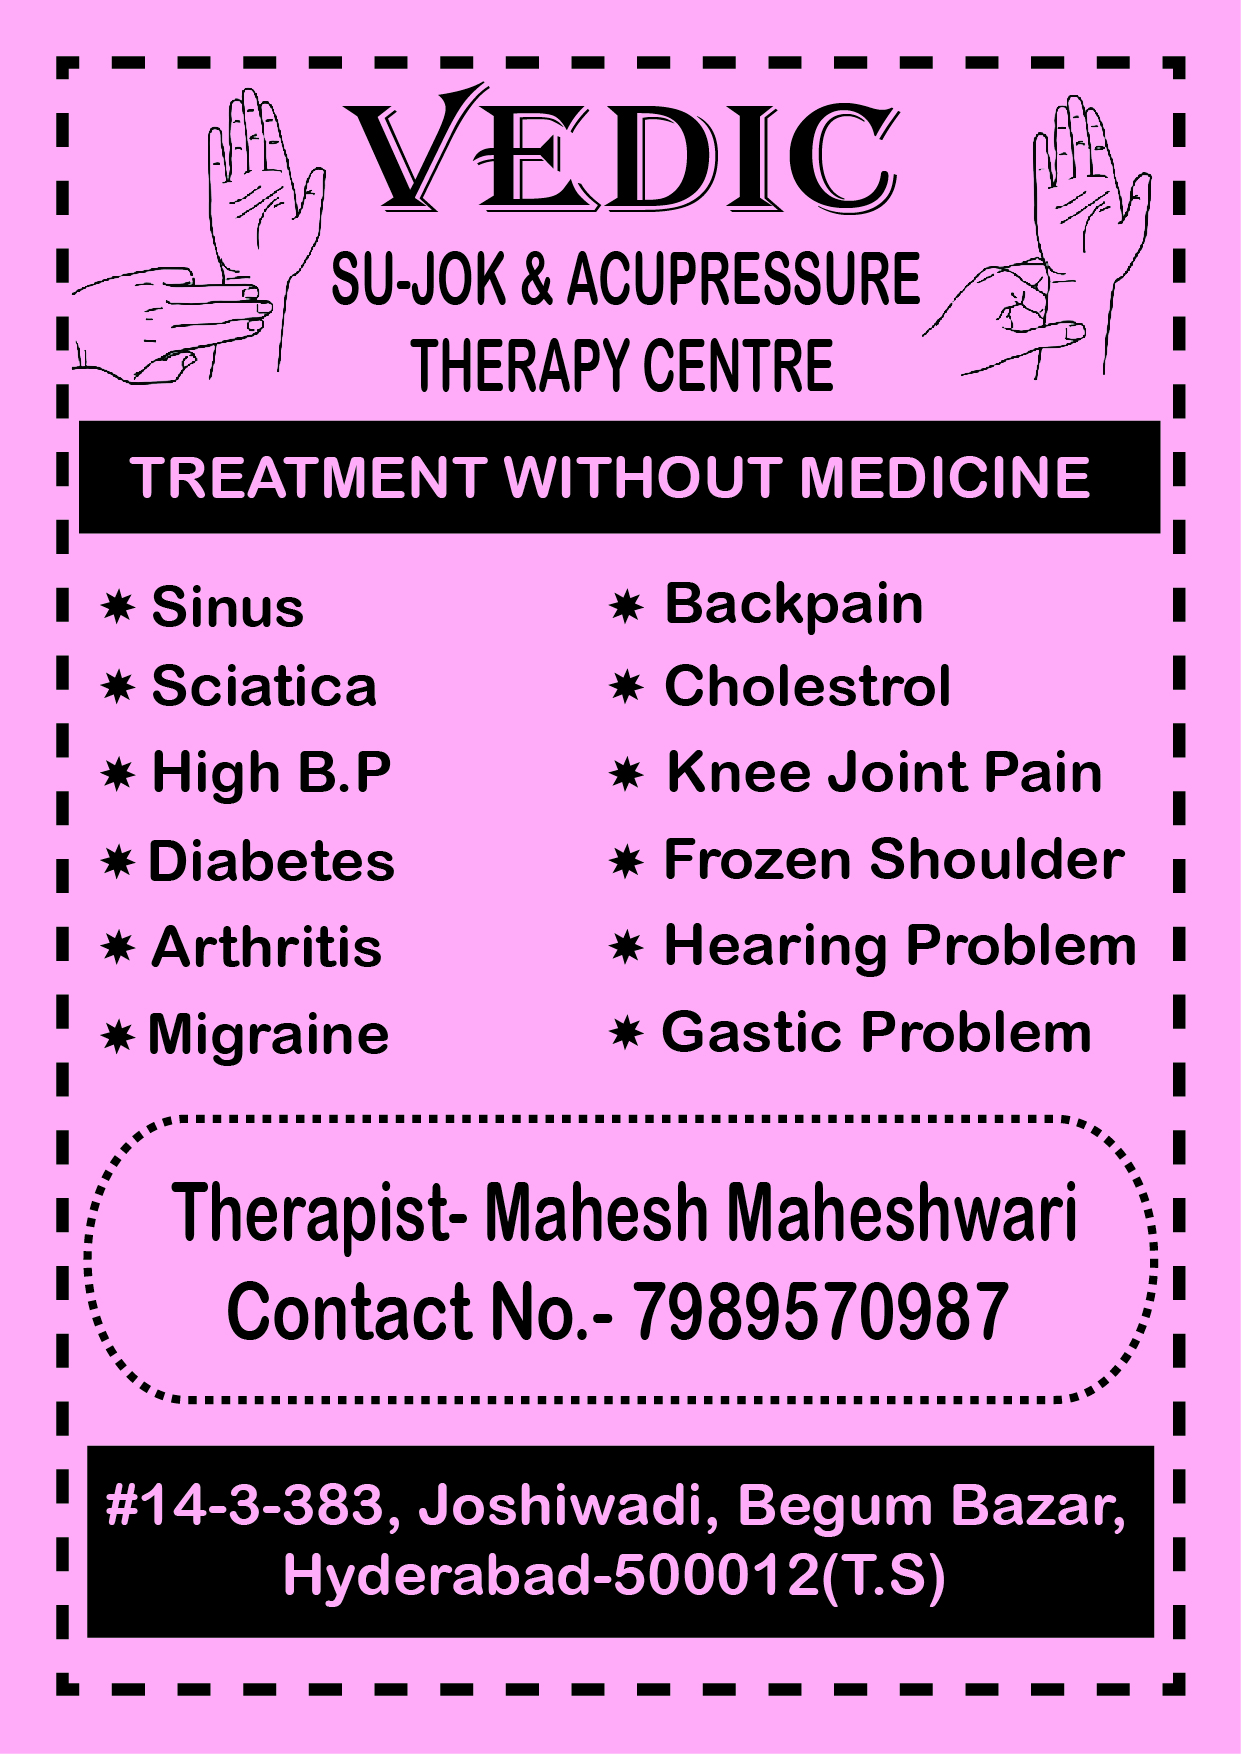 VEDIC
SU-JOK & ACUPRESSURE
THERAPY CENTRE
TREATMENT WITHOUT MEDICINE
Sinus
Sciatica
High B.P
Diabetes
Arthritis
Migraine
Backpain
Cholestrol
Knee Joint Pain
Frozen Shoulder
Hearing Problem
Gastic Problem
Therapist- Mahesh Maheshwari
Contact No.- 7989570987
#14-3-383, Joshiwadi, Begum Bazar,
Hyderabad-500012(T.S)